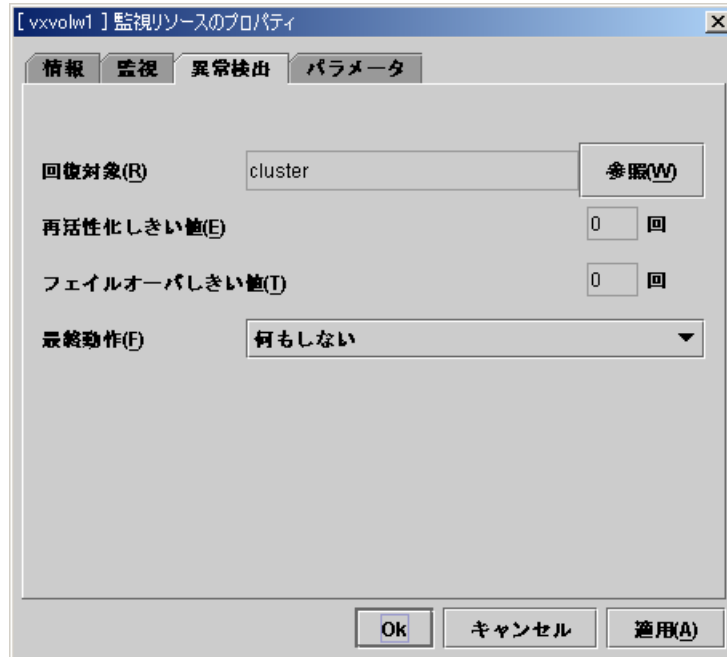 [ vxvolw1 ] 監視リソースのプロパティ
情報 監視 異常検出 パラメータ
回復対象(R) cluster 参照(W)
再活性化しきい値(E) 0 回
フェイルオーバしきい値(T) 0 回
最終動作(F) 何もしない
Ok キャンセル 適用(A)